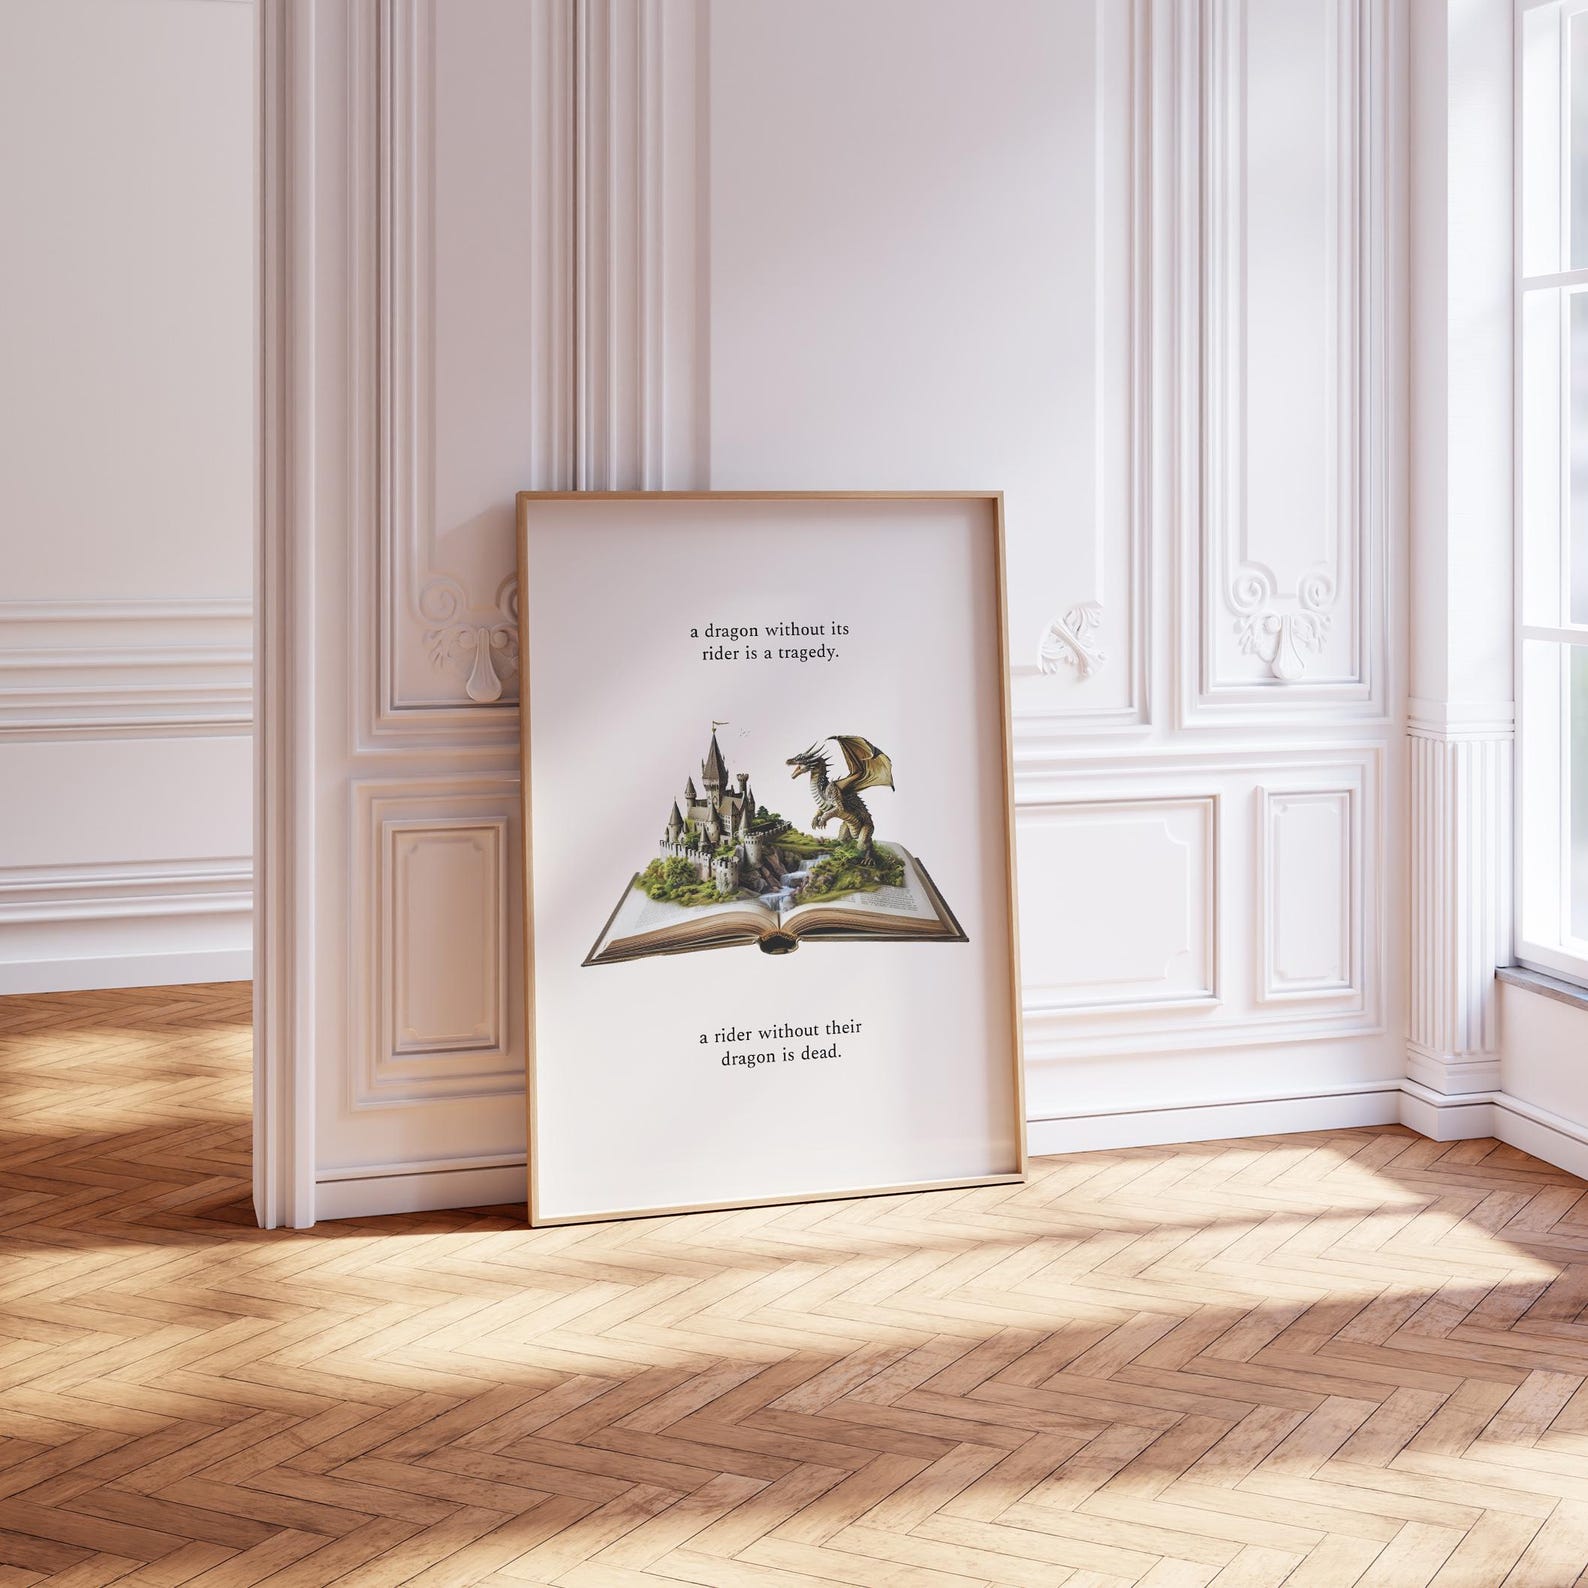 a dragon without its
rider is a tragedy.
a rider without their
dragon is dead.